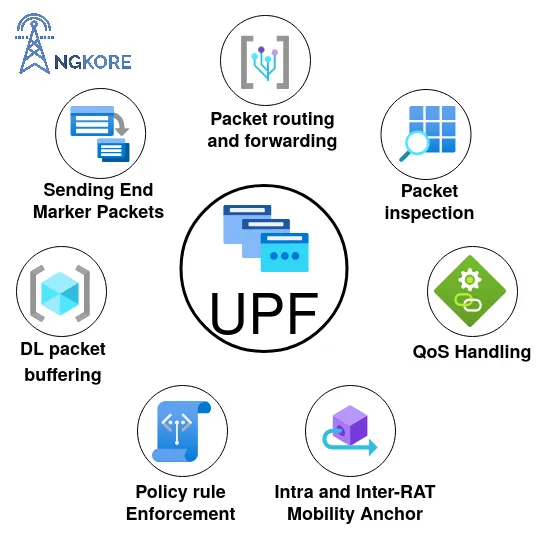 ANGKORE
Packet routing
and forwarding
Sending End
Marker Packets
Packet
inspection
UPF
DL packet
buffering
QoS Handling
Policy rule
Enforcement
Intra and Inter-RAT
Mobility Anchor